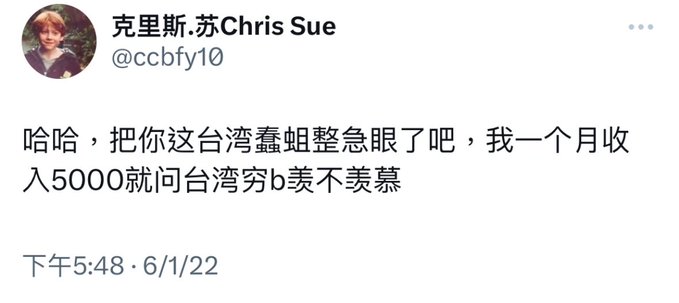 克里斯.苏Chris Sue
@ccbfy10
哈哈，把你这台湾蠢蛆整急眼了吧，我一个月收
入5000就问台湾穷b羡不羡慕
下午5:48 · 6/1/22